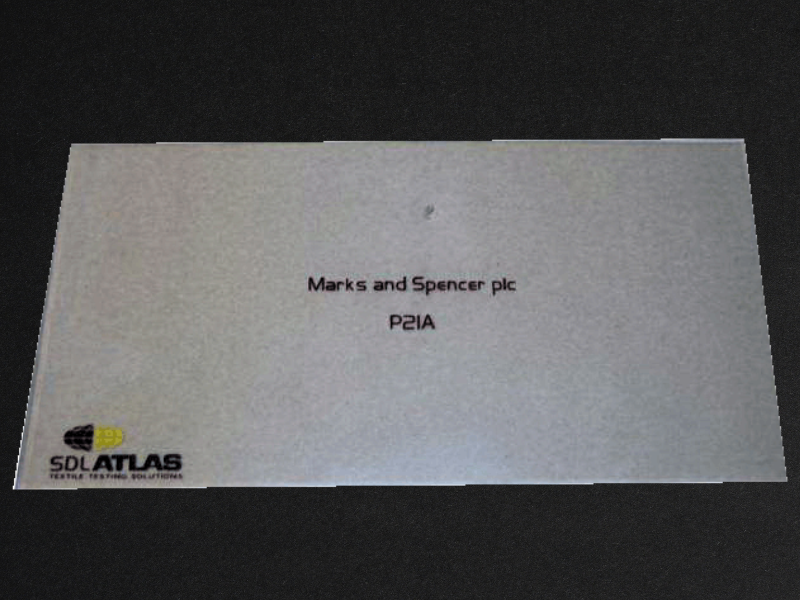 Marks and Spencer plc
P21A
SDLATLAS
TEXTILE TESTING SOLUTIONS